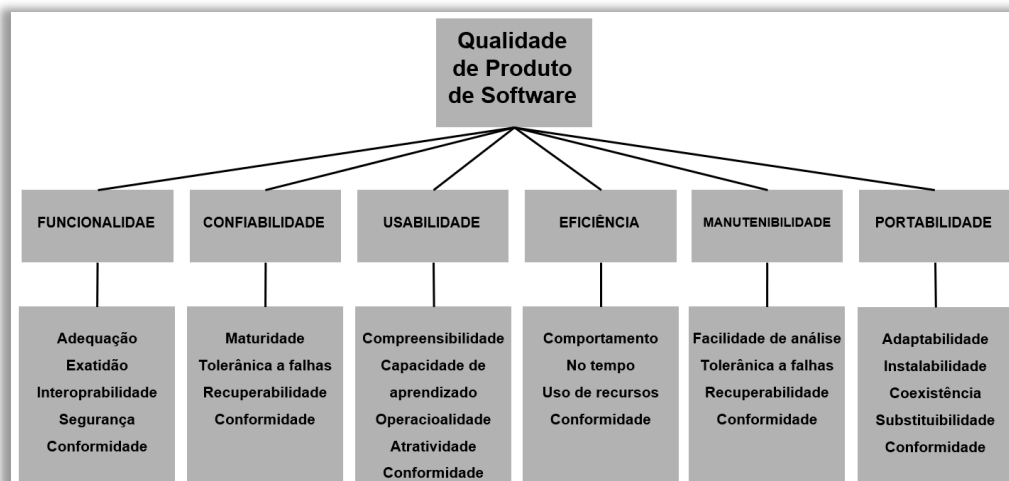 Qualidade
de Produto
de Software
FUNCIONALIDAE
CONFIABILIDADE
USABILIDADE
EFICIÊNCIA
MANUTENIBILIDADE
PORTABILIDADE
Adequação
Exatidão
Interoprabilidade
Segurança
Conformidade
Maturidade
Tolerânica a falhas
Recuperabilidade
Conformidade
Compreensibilidade
Capacidade de
aprendizado
Operacioalidade
Atratividade
Conformidade
Comportamento
No tempo
Uso de recursos
Conformidade
Facilidade de análise
Tolerânica a falhas
Recuperabilidade
Conformidade
Adaptabilidade
Instalabilidade
Coexistência
Substituibilidade
Conformidade